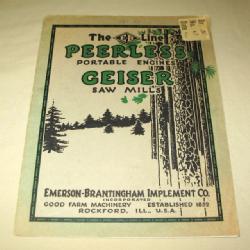 The EB Line
PEERLESS
PORTABLE ENGINES
GEISER
SAW MILLS
EMERSON-BRANTINGHAM IMPLEMENT CO.
INCORPORATED
GOOD FARM MACHINERY ESTABLISHED 1852
ROCKFORD, ILL., U.S.A.